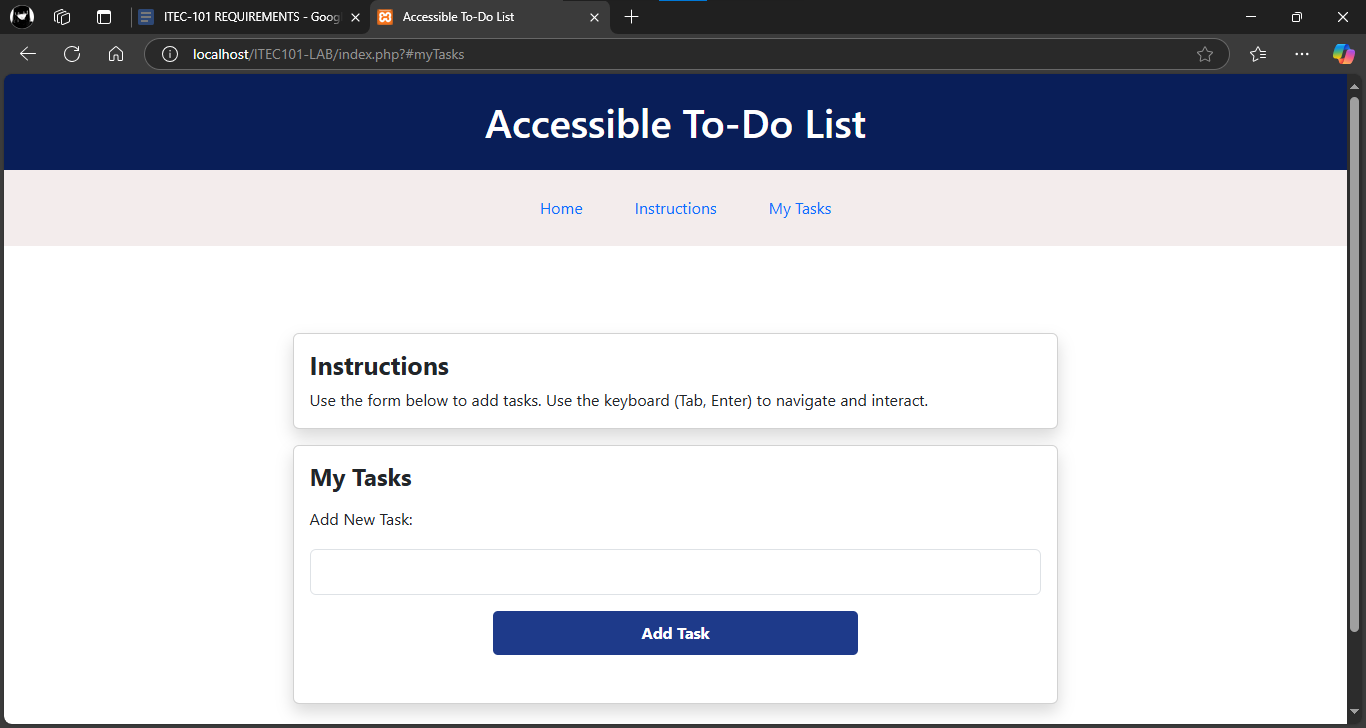 ITEC-101 REQUIREMENTS - Goog
Accessible To-Do List
localhost/ITEC101-LAB/index.php?#myTasks
Accessible To-Do List
Home Instructions My Tasks
Instructions
Use the form below to add tasks. Use the keyboard (Tab, Enter) to navigate and interact.
My Tasks
Add New Task:
Add Task